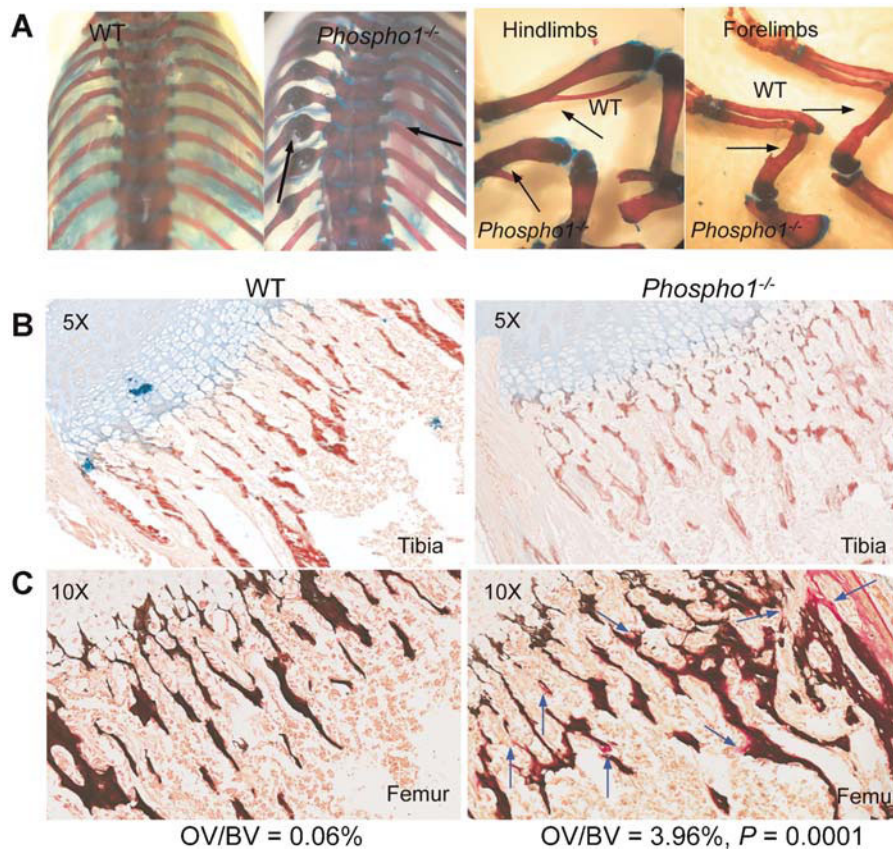 A
WT
Phospho1-/-
Hindlimbs
WT
Phospho1-/-
Forelimbs
WT
Phospho1-/-
WT
Phospho1-/-
B
5X
Tibia
5X
Tibia
C
10X
Femur
10X
Femu
OV/BV = 0.06%
OV/BV = 3.96%, P = 0.0001